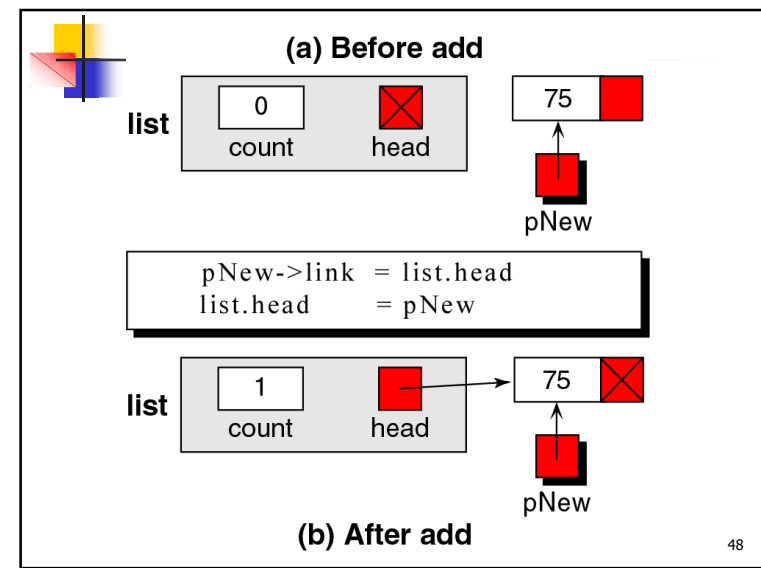 (a) Before add
list
0
count
head
75
pNew
pNew->link = list.head
list.head = pNew
list
1
count
head
75
pNew
(b) After add
48